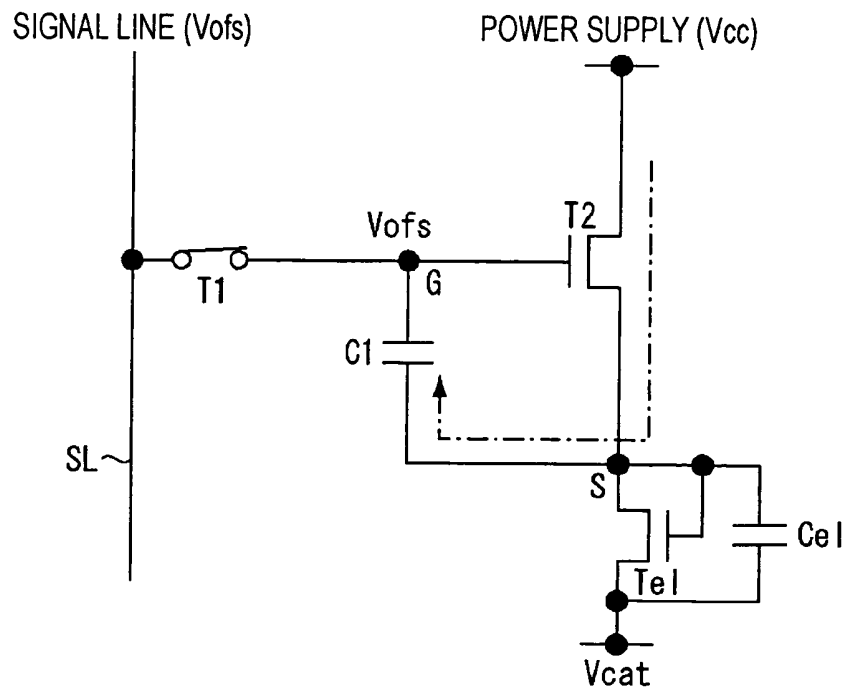 SIGNAL LINE (Vofs)
POWER SUPPLY (Vcc)
T2
Vofs
T1
G
C1
SL
S
Cel
Tel
Vcat